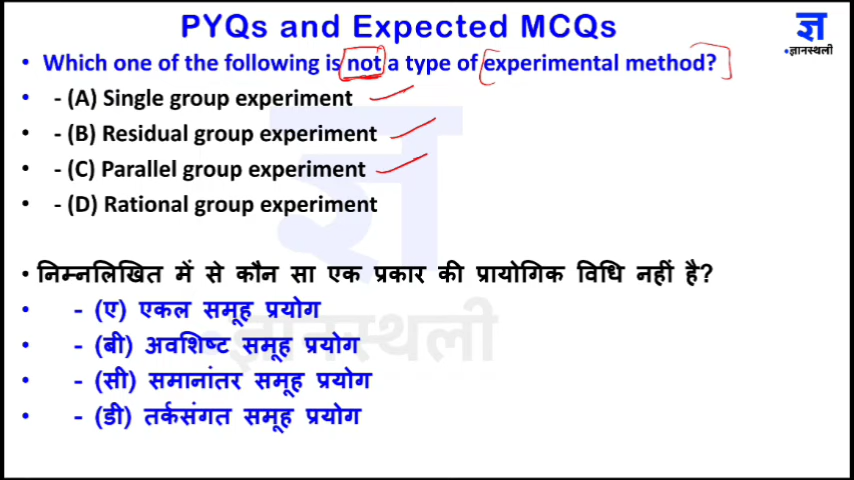 PYQs and Expected MCQs
ज्ञ
ज्ञानस्थली
• Which one of the following is not a type of experimental method?
• - (A) Single group experiment
• - (B) Residual group experiment
• - (C) Parallel group experiment
• - (D) Rational group experiment
• निम्नलिखित में से कौन सा एक प्रकार की प्रायोगिक विधि नहीं है?
• - (ए) एकल समूह प्रयोग
• - (बी) अवशिष्ट समूह प्रयोग
• - (सी) समानांतर समूह प्रयोग
• - (डी) तर्कसंगत समूह प्रयोग
ज्ञ
ज्ञानस्थली